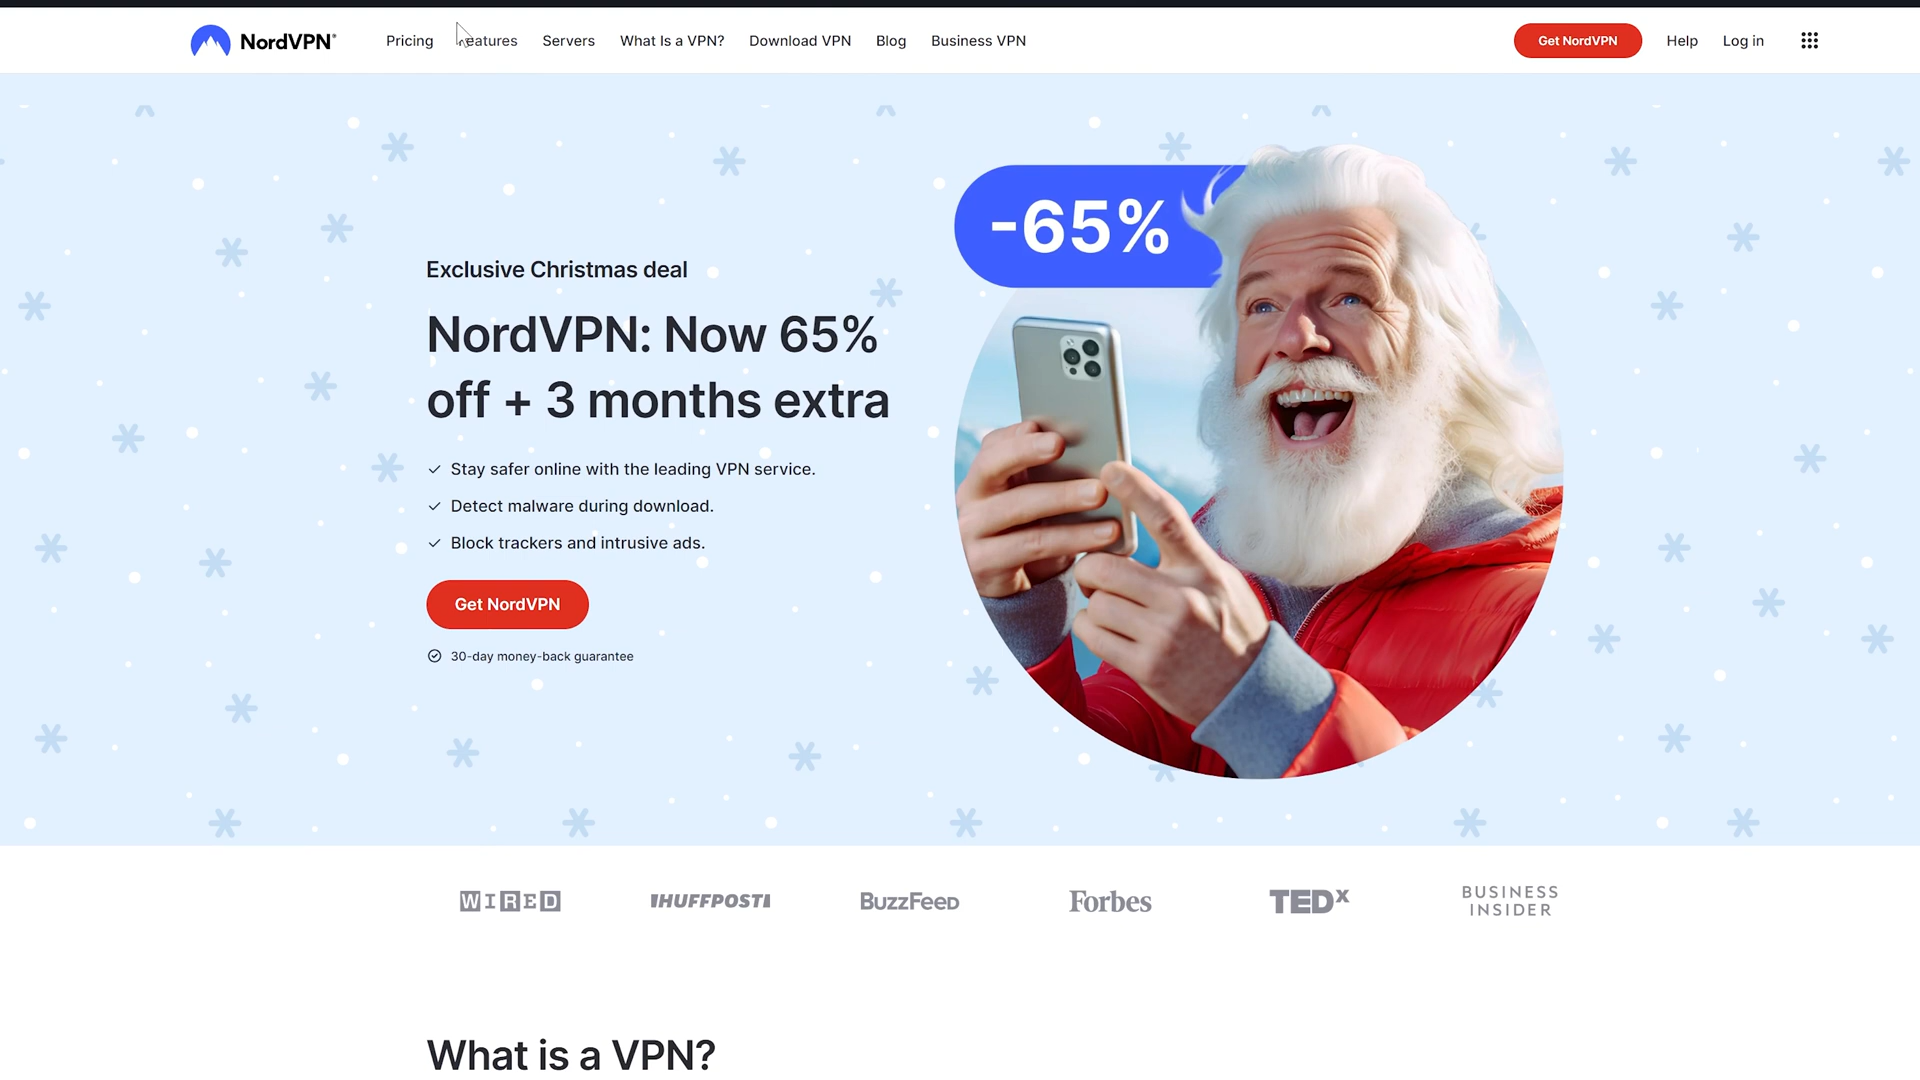 NordVPN®
Pricing
Features
Servers
What Is a VPN?
Download VPN
Blog
Business VPN
Get NordVPN
Help
Log in
-65%
Exclusive Christmas deal
NordVPN: Now 65%
off + 3 months extra
Stay safer online with the leading VPN service.
Detect malware during download.
Block trackers and intrusive ads.
Get NordVPN
30-day money-back guarantee
WIRED
HUFFPOST
BuzzFeed
Forbes
TEDx
BUSINESS
INSIDER
What is a VPN?